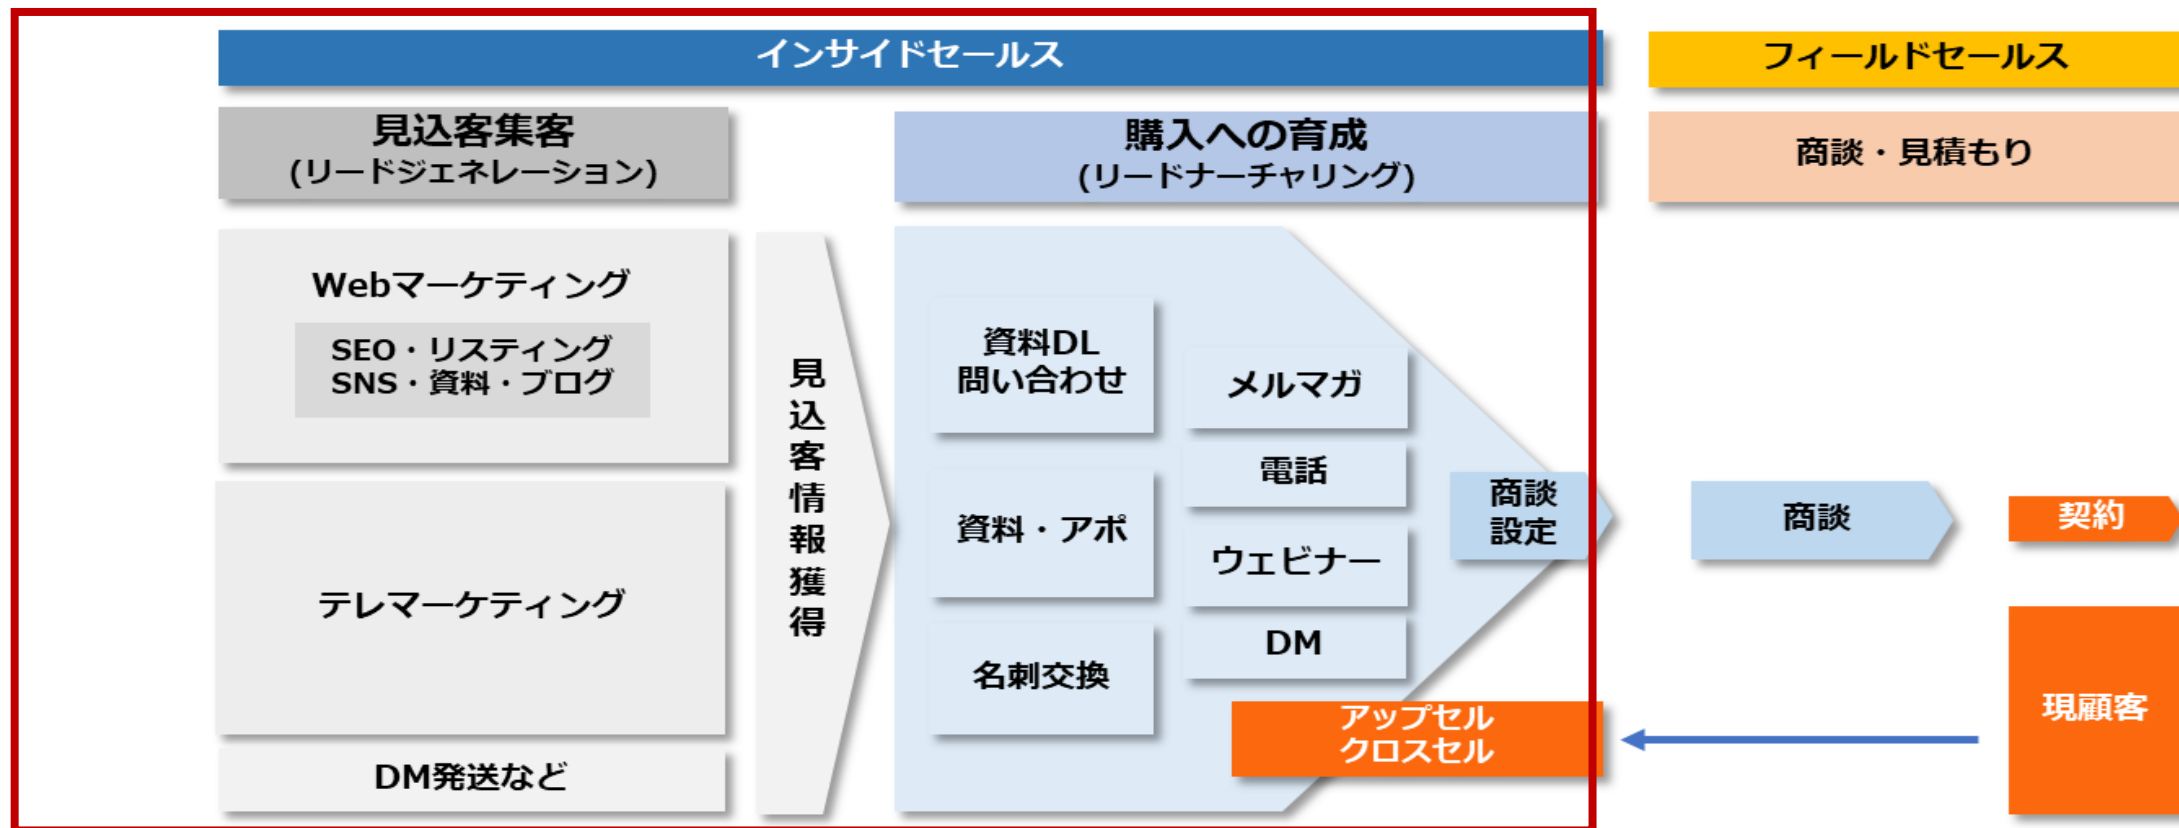 インサイドセールス
フィールドセールス
見込客集客
(リードジェネレーション)
購入への育成
(リードナーチャリング)
商談・見積もり
Webマーケティング
SEO・リスティング
SNS・資料・ブログ
テレマーケティング
DM発送など
見込客情報獲得
資料DL
問い合わせ
資料・アポ
名刺交換
メルマガ
電話
ウェビナー
DM
商談
設定
アップセル
クロスセル
商談
契約
現顧客